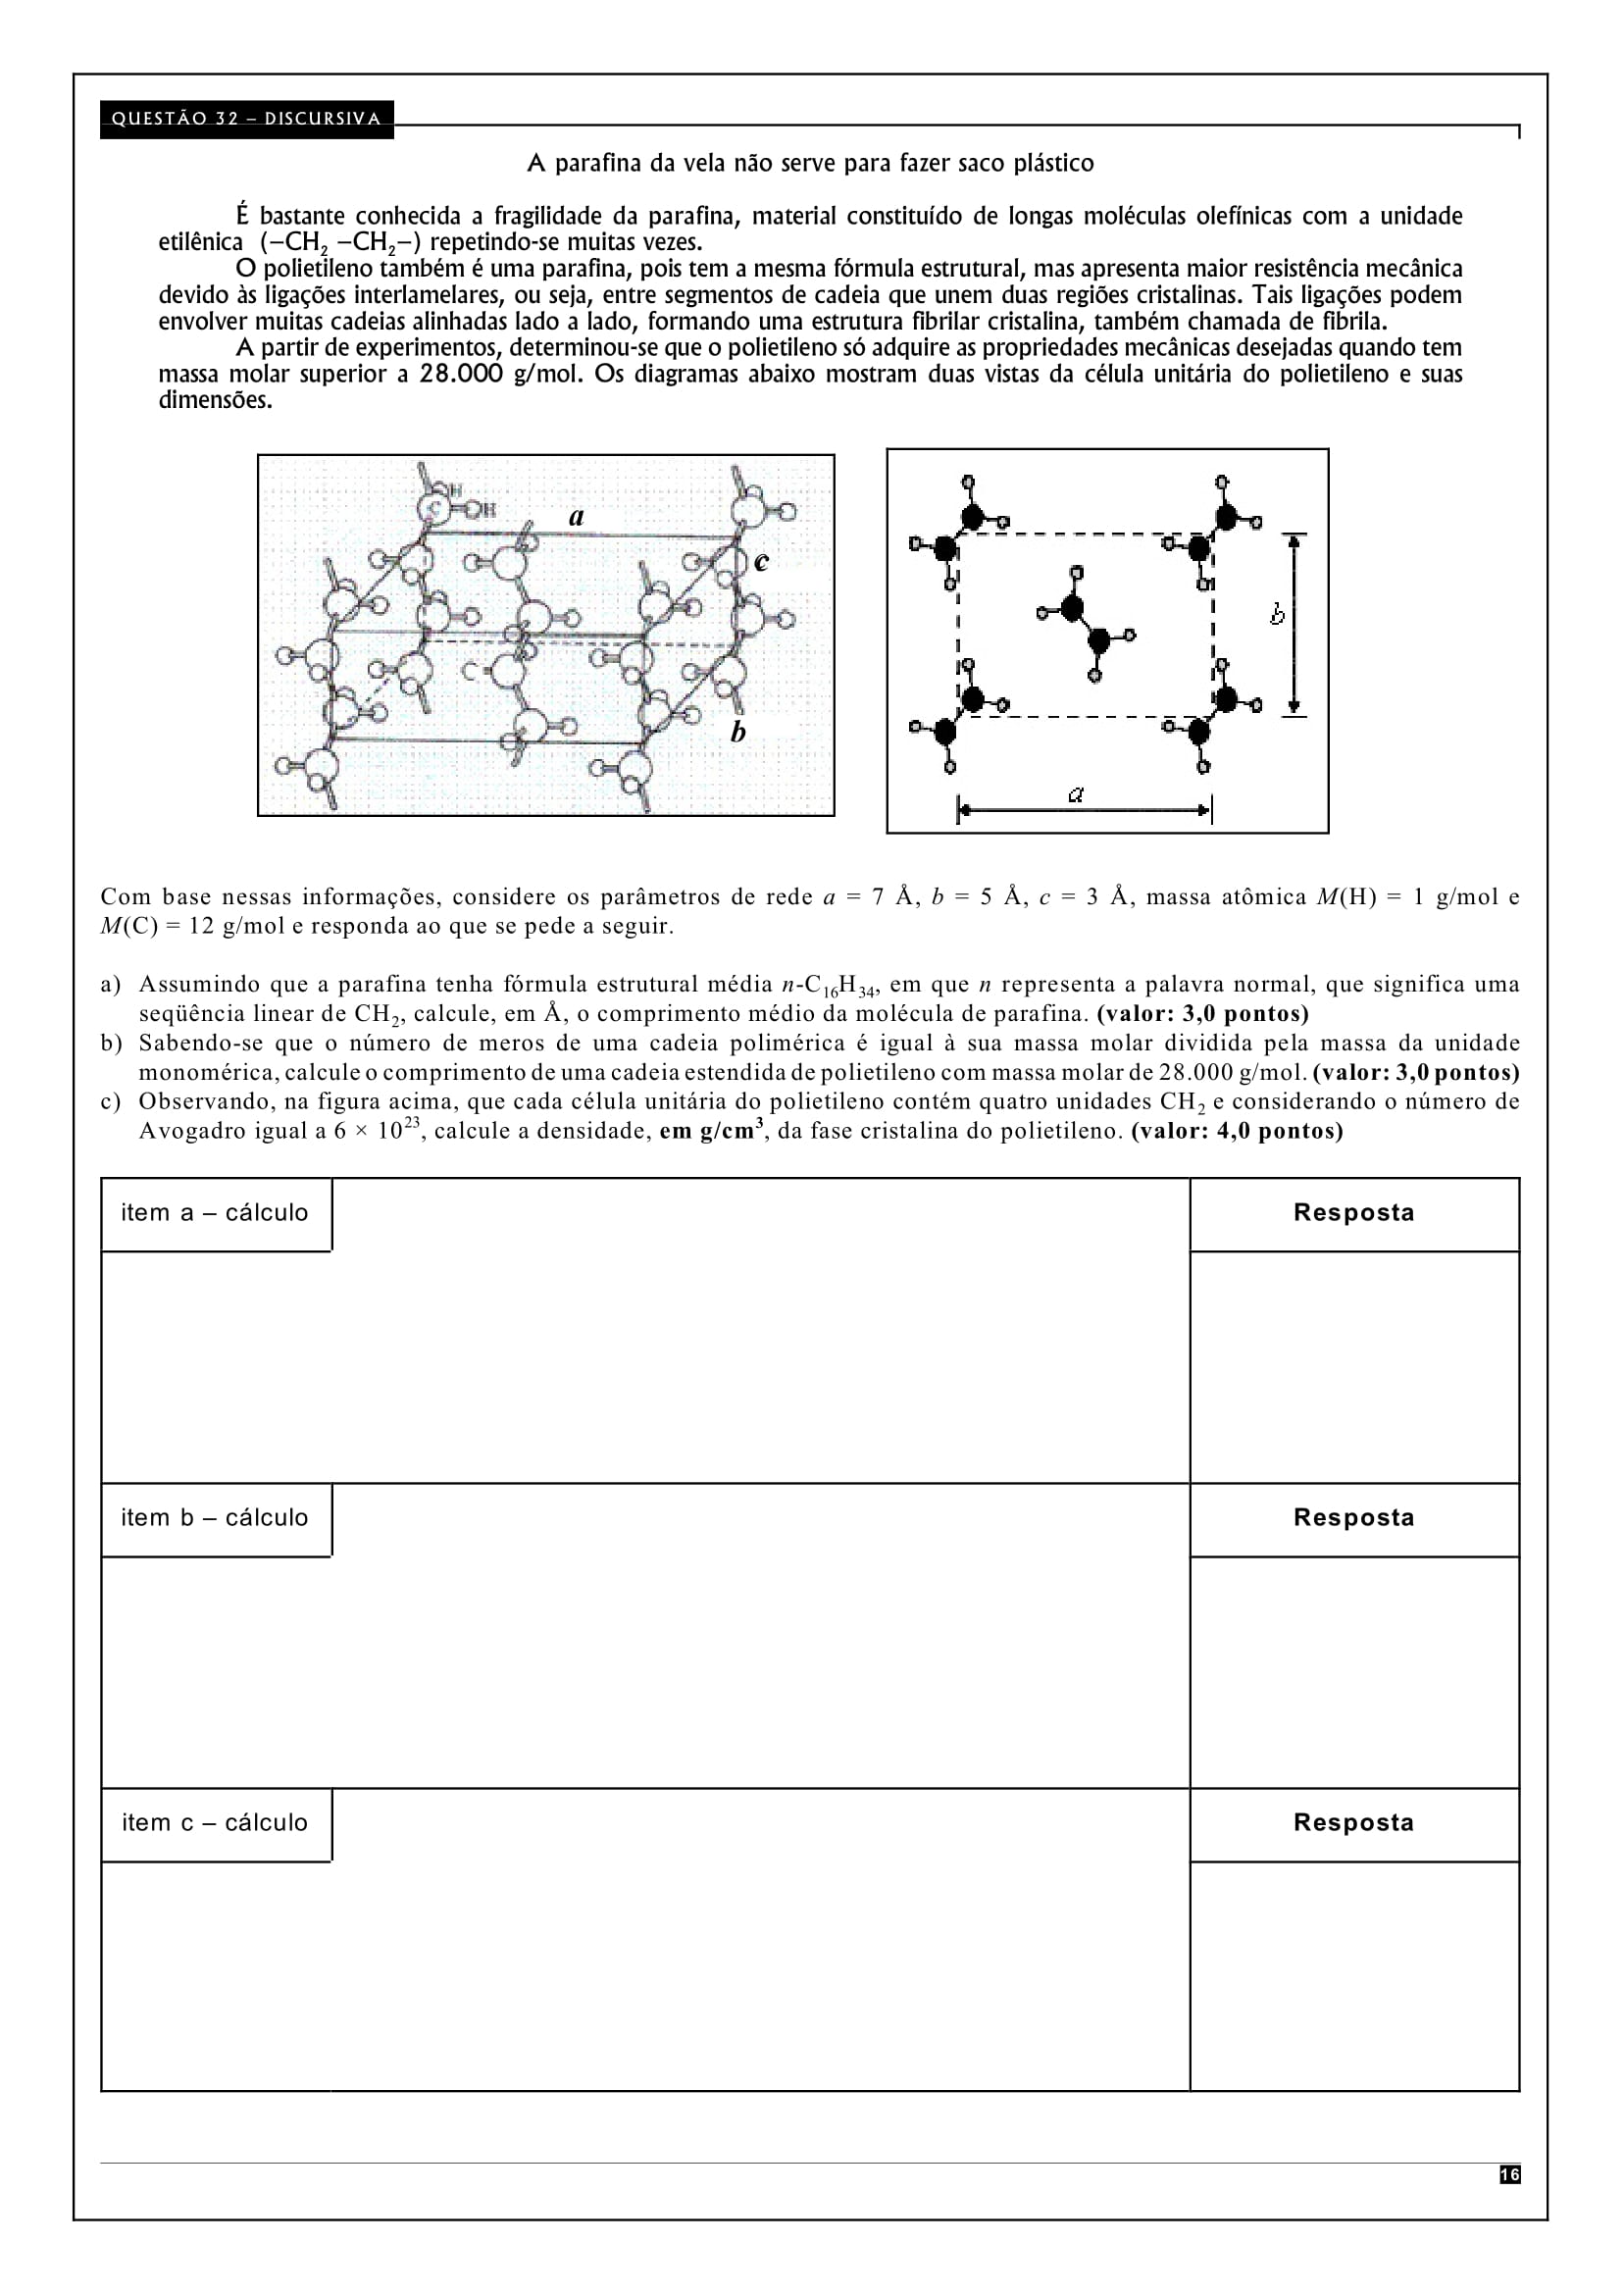 QUESTÃO 32 – DISCURSIVA
A parafina da vela não serve para fazer saco plástico
É bastante conhecida a fragilidade da parafina, material constituído de longas moléculas olefínicas com a unidade
etilênica (–CH2 –CH2–) repetindo-se muitas vezes.
O polietileno também é uma parafina, pois tem a mesma fórmula estrutural, mas apresenta maior resistência mecânica
devido às ligações interlamelares, ou seja, entre segmentos de cadeia que unem duas regiões cristalinas. Tais ligações podem
envolver muitas cadeias alinhadas lado a lado, formando uma estrutura fibrilar cristalina, também chamada de fibrila.
A partir de experimentos, determinou-se que o polietileno só adquire as propriedades mecânicas desejadas quando tem
massa molar superior a 28.000 g/mol. Os diagramas abaixo mostram duas vistas da célula unitária do polietileno e suas
dimensões.
H
C H
a
c
C
b
b
a
Com base nessas informações, considere os parâmetros de rede a = 7 Å, b = 5 Å, c = 3 Å, massa atômica M(H) = 1 g/mol e
M(C) = 12 g/mol e responda ao que se pede a seguir.
a) Assumindo que a parafina tenha fórmula estrutural média n-C16H34, em que n representa a palavra normal, que significa uma
seqüência linear de CH2, calcule, em Å, o comprimento médio da molécula de parafina. (valor: 3,0 pontos)
b) Sabendo-se que o número de meros de uma cadeia polimérica é igual à sua massa molar dividida pela massa da unidade
monomérica, calcule o comprimento de uma cadeia estendida de polietileno com massa molar de 28.000 g/mol. (valor: 3,0 pontos)
c) Observando, na figura acima, que cada célula unitária do polietileno contém quatro unidades CH2 e considerando o número de
Avogadro igual a 6 × 10^23, calcule a densidade, em g/cm^3, da fase cristalina do polietileno. (valor: 4,0 pontos)
item a – cálculo
Resposta
item b – cálculo
Resposta
item c – cálculo
Resposta
16